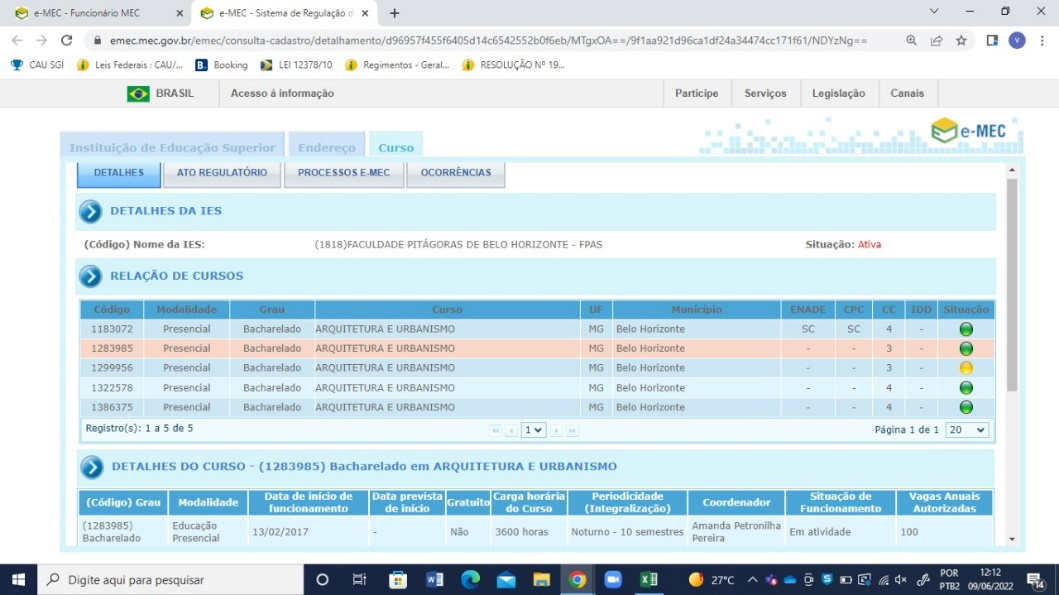 e-MEC - Funcionário MEC
e-MEC - Sistema de Regulação d
emec.mec.gov.br/emec/consulta-cadastro/detalhamento/d96957f455f6405d14c6542552b0f6eb/MTgxOA==/9f1aa921d96ca1df24a34474cc171f61/NDYzNg==
CAU SGI Leis Federais : CAU/... B. Booking LEI 12378/10 Regimentos - Geral... RESOLUÇÃO Nº 19...
BRASIL Acesso à informação Participe Serviços Legislação Canais
e-MEC
Instituição de Educação Superior Endereço Curso
DETALHES ATO REGULATÓRIO PROCESSOS E-MEC OCORRÊNCIAS
DETALHES DA IES
(Código) Nome da IES: (1818)FACULDADE PITÁGORAS DE BELO HORIZONTE - FPAS Situação: Ativa
RELAÇÃO DE CURSOS
Código Modalidade Grau Curso UF Município ENADE CPC CC IDD Situação
1183072 Presencial Bacharelado ARQUITETURA E URBANISMO MG Belo Horizonte SC SC 4 -
1283985 Presencial Bacharelado ARQUITETURA E URBANISMO MG Belo Horizonte - - 3 -
1299956 Presencial Bacharelado ARQUITETURA E URBANISMO MG Belo Horizonte - - 3 -
1322578 Presencial Bacharelado ARQUITETURA E URBANISMO MG Belo Horizonte - - 4 -
1386375 Presencial Bacharelado ARQUITETURA E URBANISMO MG Belo Horizonte - - 4 -
Registro(s): 1 a 5 de 5 1 Página 1 de 1 20
DETALHES DO CURSO - (1283985) Bacharelado em ARQUITETURA E URBANISMO
(Código) Grau Modalidade Data de início de funcionamento Data prevista de início Gratuito Carga horária do Curso Periodicidade (Integralização) Coordenador Situação de Funcionamento Vagas Anuais Autorizadas
(1283985) Bacharelado Educação Presencial 13/02/2017 - Não 3600 horas Noturno - 10 semestres Amanda Petronilha Pereira Em atividade 100
Digite aqui para pesquisar 27°C POR PTB2 12:12 09/06/2022 14